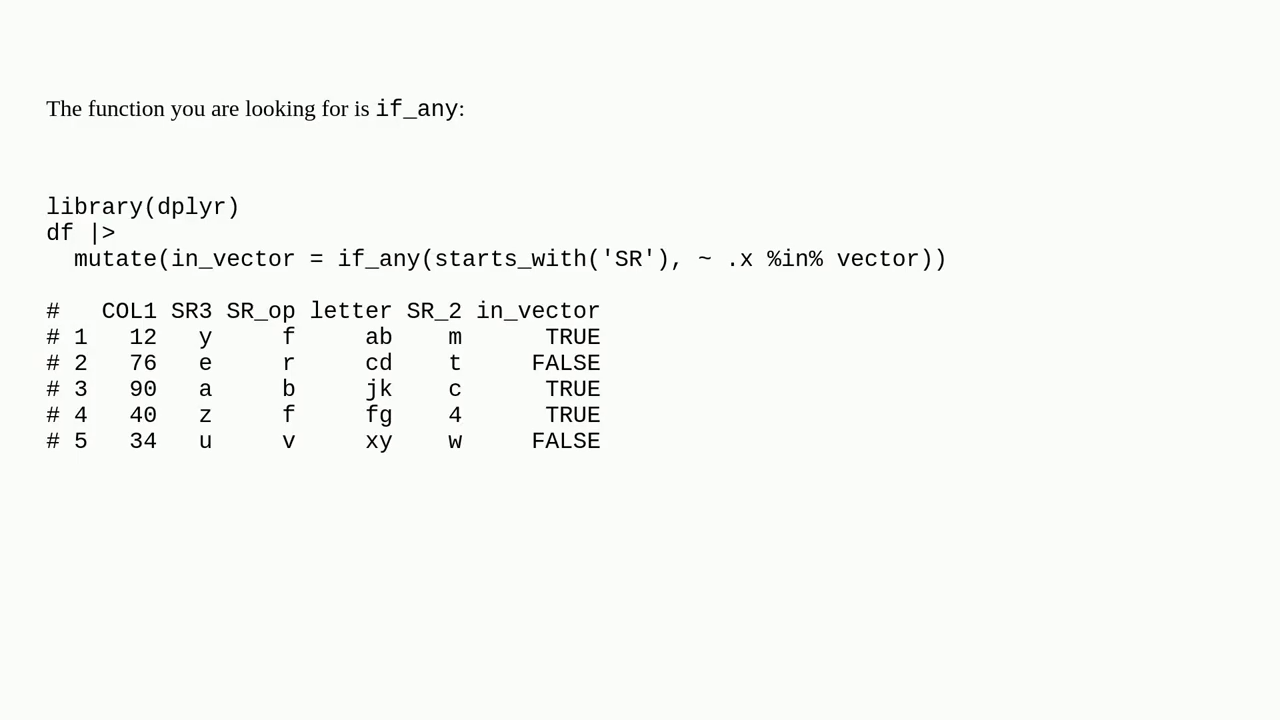 The function you are looking for is if_any:
library(dplyr)
df |>
  mutate(in_vector = if_any(starts_with('SR'), ~ .x %in% vector))
#   COL1 SR3 SR_op letter SR_2 in_vector
# 1   12   y     f     ab    m      TRUE
# 2   76   e     r     cd    t     FALSE
# 3   90   a     b     jk    c      TRUE
# 4   40   z     f     fg    4      TRUE
# 5   34   u     v     xy    w     FALSE